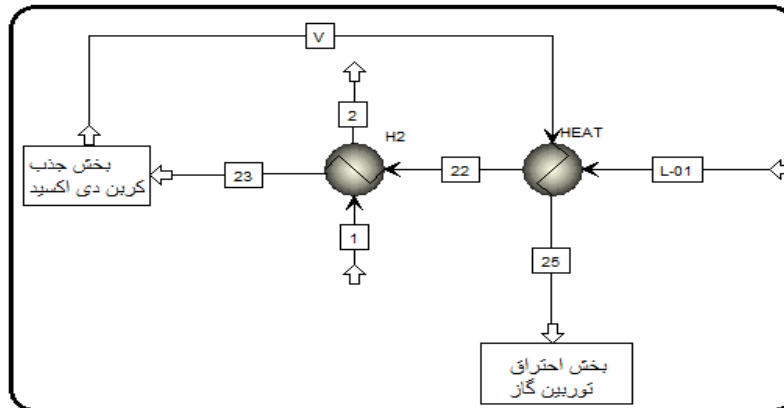 V
2
H2
HEAT
بخش جذب
کربن دی اکسید
23
22
L-01
1
25
بخش احتراق
توربین گاز